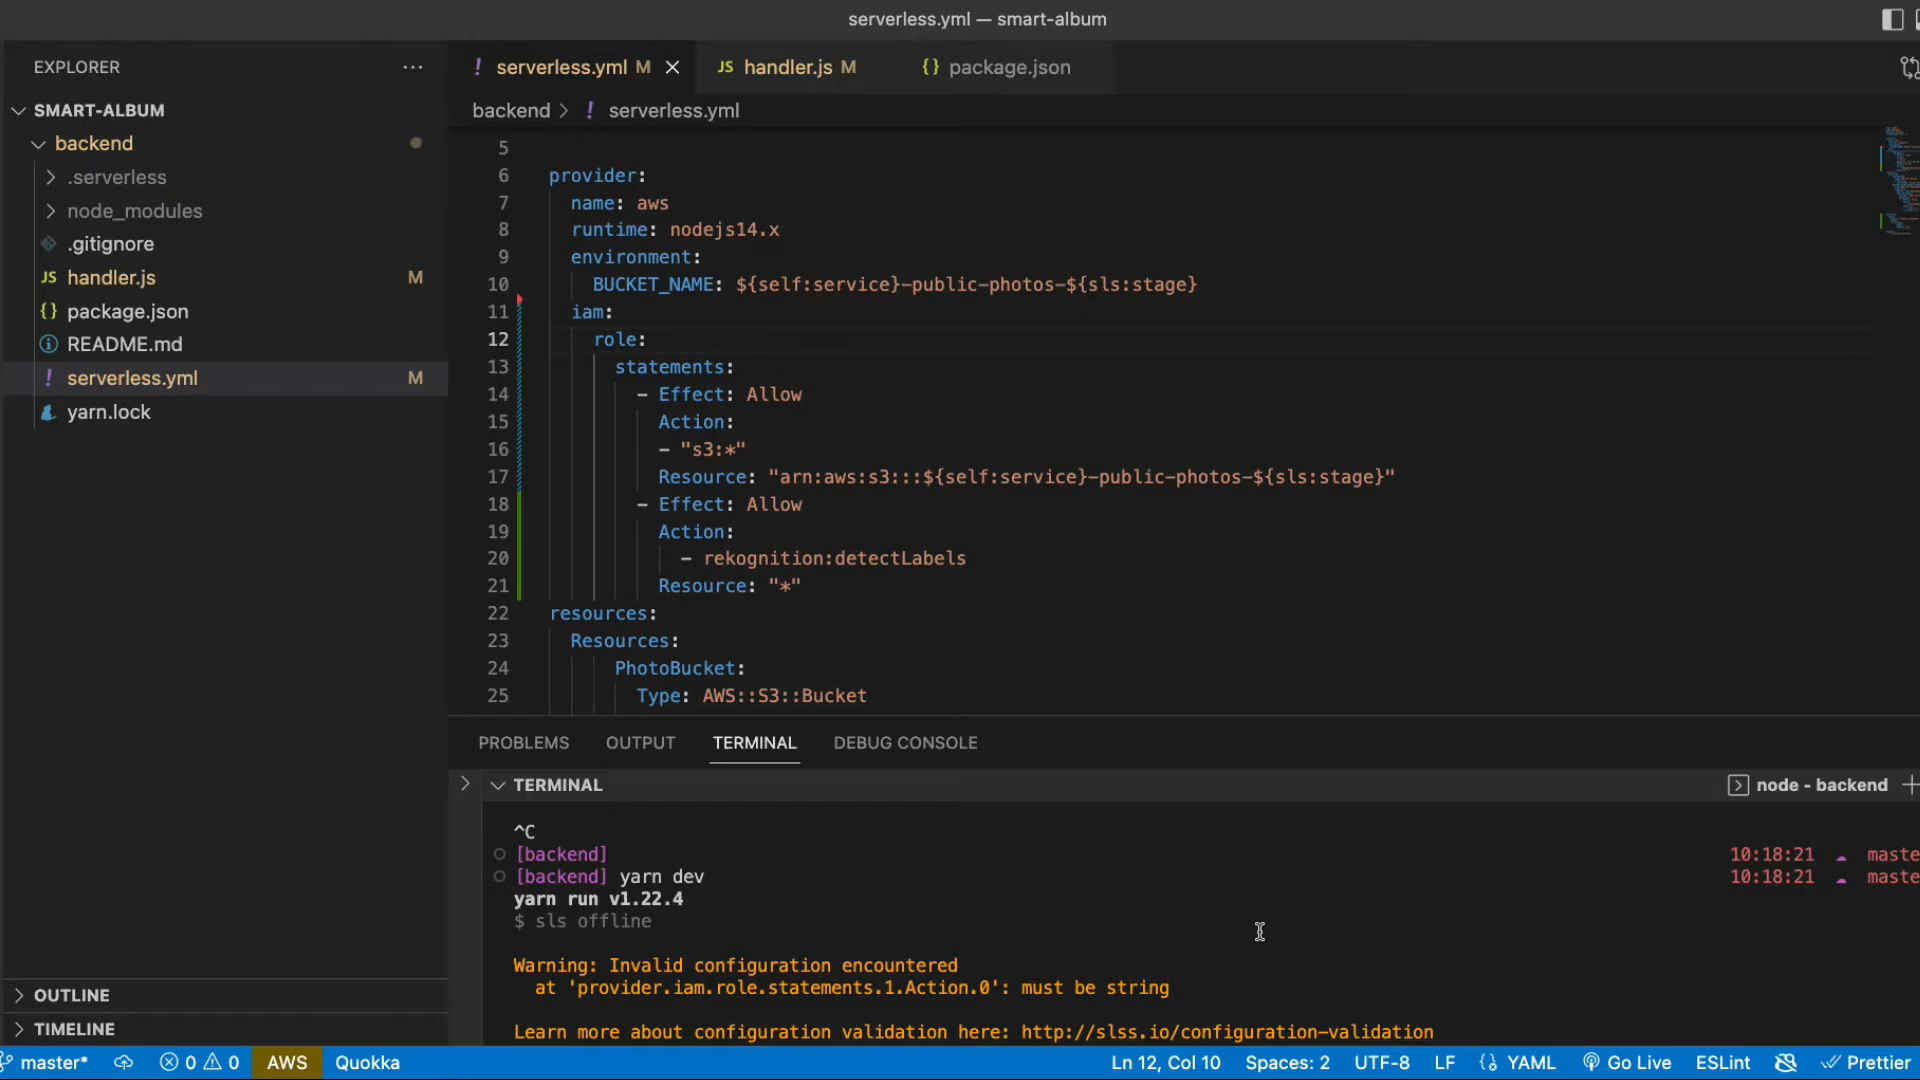 serverless.yml — smart-album
EXPLORER
···
SMART-ALBUM
backend
.serverless
node_modules
.gitignore
JS handler.js M
{} package.json
README.md
! serverless.yml M
yarn.lock
OUTLINE
TIMELINE
! serverless.yml M
JS handler.js M
{} package.json
backend > ! serverless.yml
5
6 provider:
7 name: aws
8 runtime: nodejs14.x
9 environment:
10 BUCKET_NAME: ${self:service}-public-photos-${sls:stage}
11 iam:
12 role:
13 statements:
14 - Effect: Allow
15 Action:
16 - "s3:*"
17 Resource: "arn:aws:s3:::${self:service}-public-photos-${sls:stage}"
18 - Effect: Allow
19 Action:
20 - rekognition:detectLabels
21 Resource: "*"
22 resources:
23 Resources:
24 PhotoBucket:
25 Type: AWS::S3::Bucket
PROBLEMS OUTPUT TERMINAL DEBUG CONSOLE
TERMINAL
node - backend
^C
[backend] 10:18:21 maste
[backend] yarn dev 10:18:21 maste
yarn run v1.22.4
$ sls offline
Warning: Invalid configuration encountered
at 'provider.iam.role.statements.1.Action.0': must be string
Learn more about configuration validation here: http://slss.io/configuration-validation
master* 0 0 AWS Quokka Ln 12, Col 10 Spaces: 2 UTF-8 LF {} YAML Go Live ESLint Prettier